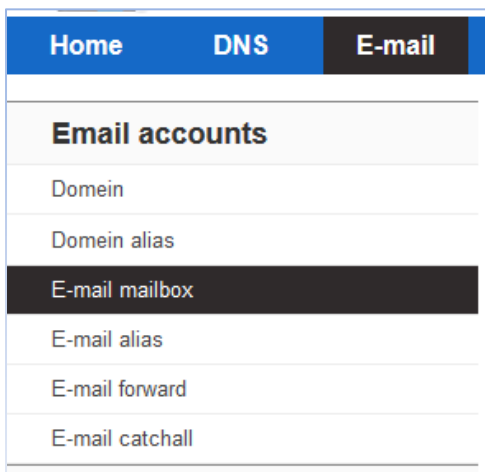 Home DNS E-mail
Email accounts
Domein
Domein alias
E-mail mailbox
E-mail alias
E-mail forward
E-mail catchall